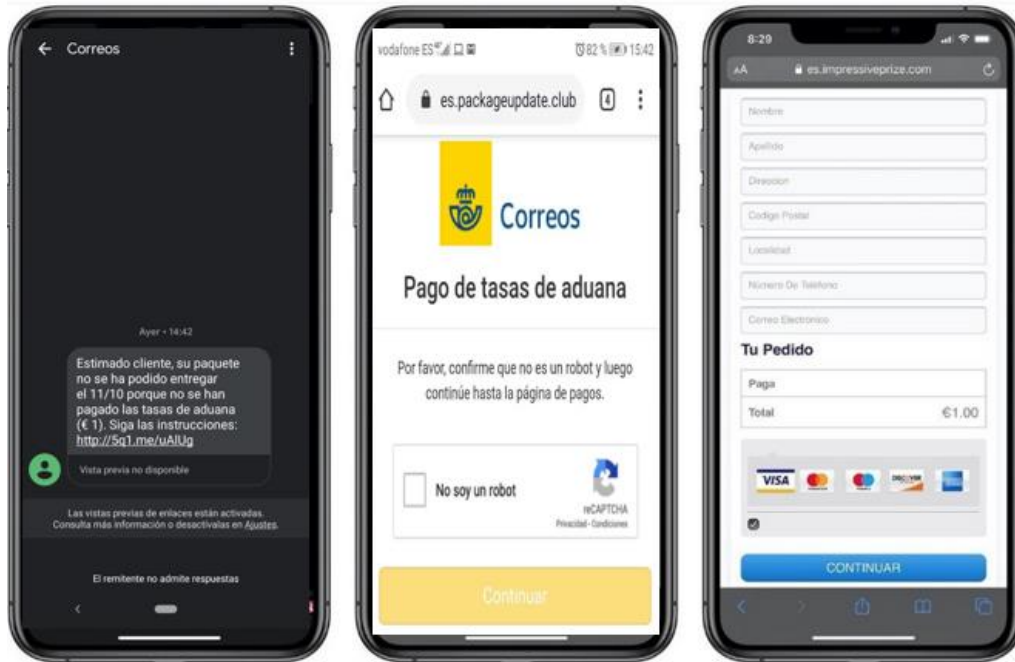 Correos
Ayer • 14:42
Estimado cliente, su paquete
no se ha podido entregar
el 11/10 porque no se han
pagado las tasas de aduana
(€ 1). Siga las instrucciones:
http://5q1.me/uAlUg
Vista previa no disponible
Las vistas previas de enlaces están activadas.
Consulta más información o desactívalas en Ajustes.
El remitente no admite respuestas
vodafone ES 82 % 15:42
es.packageupdate.club 4
Correos
Pago de tasas de aduana
Por favor, confirme que no es un robot y luego
continúe hasta la página de pagos.
No soy un robot
reCAPTCHA
Privacidad - Condiciones
Continuar
8:29
AA es.impressiveprize.com
Nombre
Apellido
Direccion
Codigo Postal
Localidad
Número De Teléfono
Correo Electronico
Tu Pedido
Paga
Total €1.00
VISA
DISCOVER
CONTINUAR